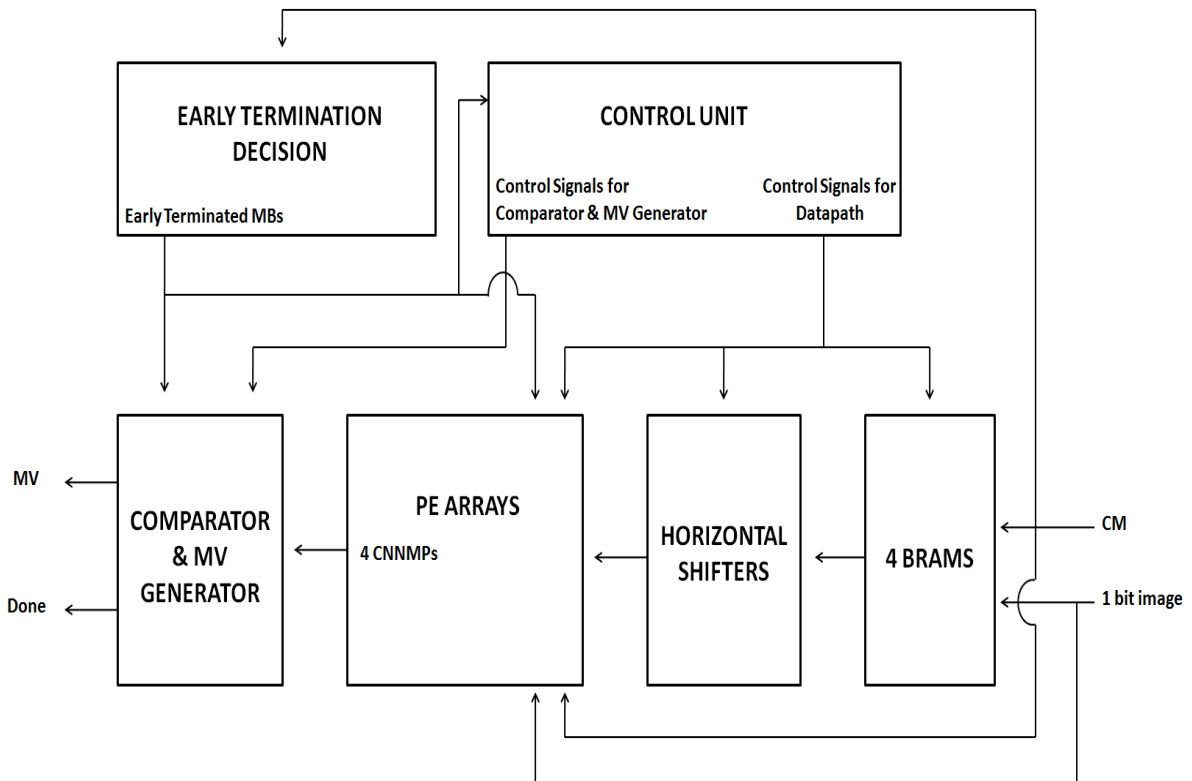 EARLY TERMINATION
DECISION
Early Terminated MBs
CONTROL UNIT
Control Signals for
Comparator & MV Generator
Control Signals for
Datapath
MV
Done
COMPARATOR
& MV
GENERATOR
PE ARRAYS
4 CNNMPs
HORIZONTAL
SHIFTERS
4 BRAMS
CM
1 bit image